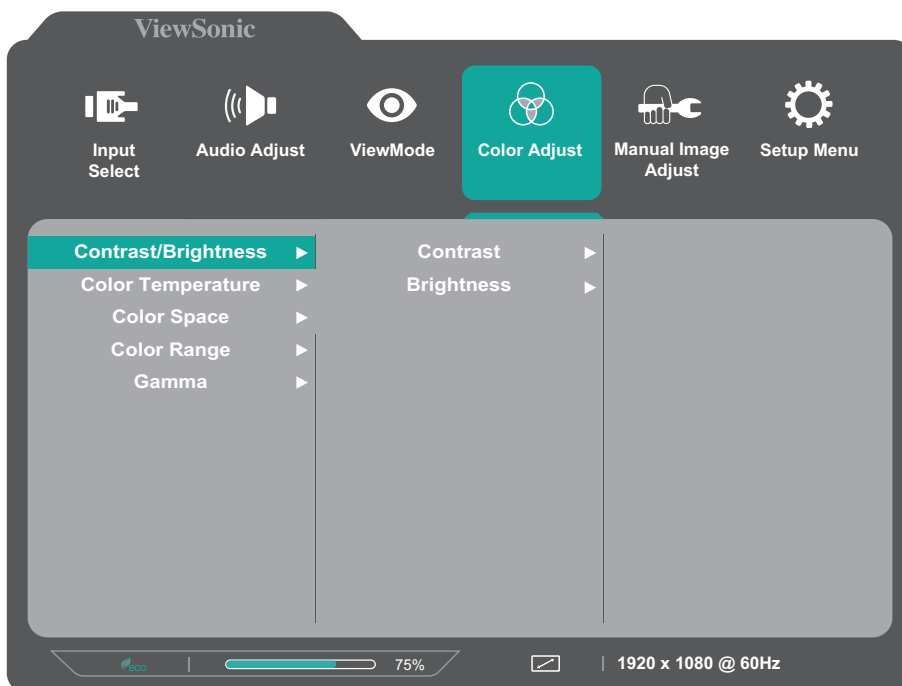 ViewSonic
Input
Select
Audio Adjust
ViewMode
Color Adjust
Manual Image
Adjust
Setup Menu
Contrast/Brightness
Color Temperature
Color Space
Color Range
Gamma
Contrast
Brightness
eco
75%
1920 x 1080 @ 60Hz